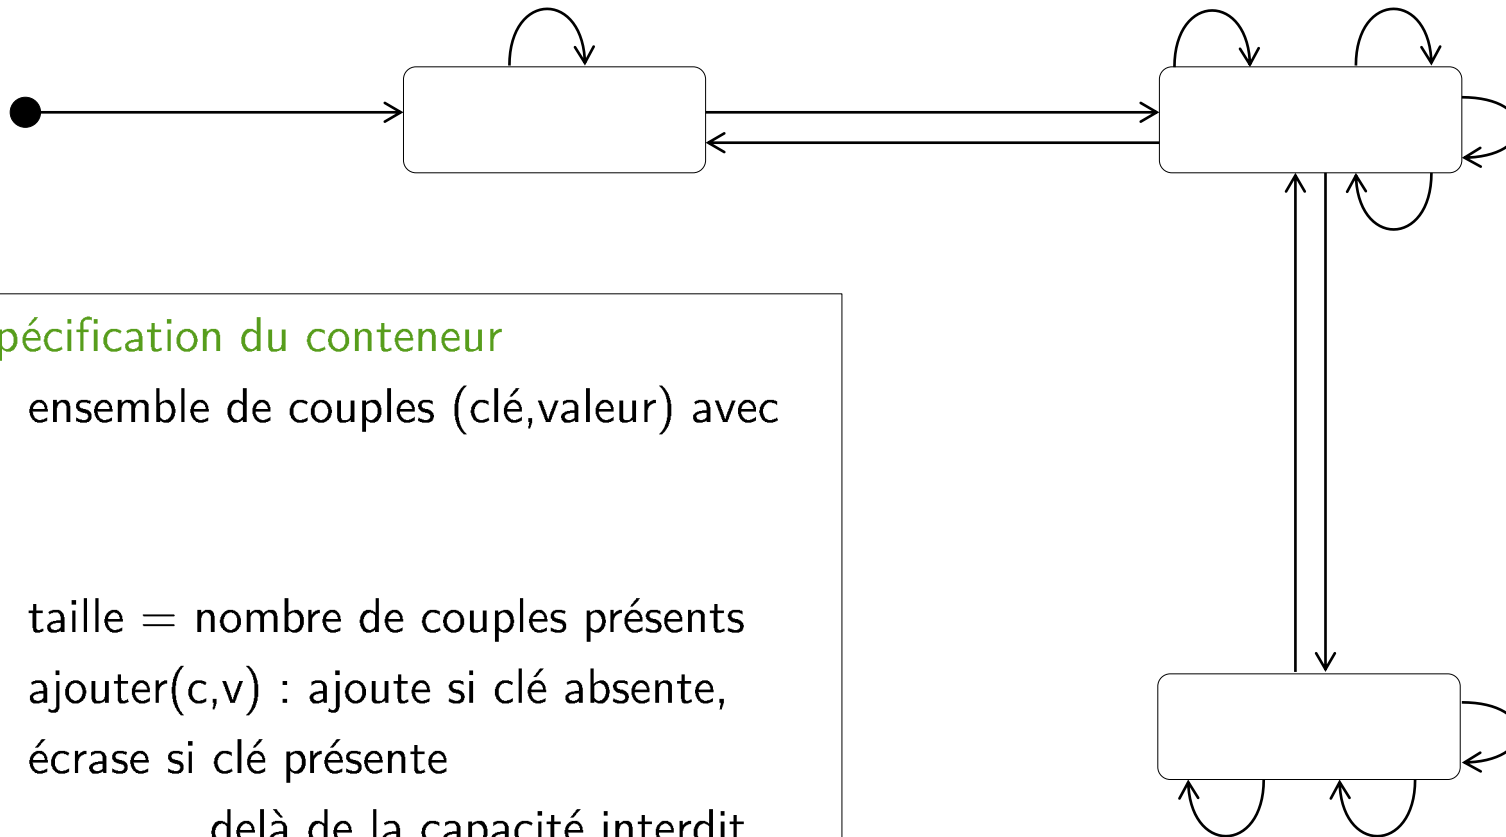 pécification du conteneur
ensemble de couples (clé,valeur) avec
taille = nombre de couples présents
ajouter(c,v) : ajoute si clé absente,
écrase si clé présente
delà de la capacité interdit